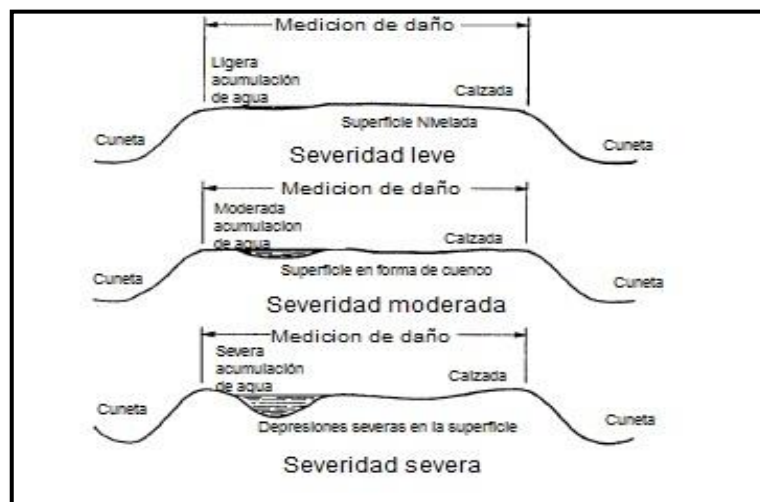 Medicion de daño
Ligera
acumulación
de agua
Calzada
Cuneta
Superficie Nivelada
Cuneta
Severidad leve
Medicion de daño
Moderada
acumulacion
de agua
Calzada
Cuneta
Superficie en forma de cuenco
Cuneta
Severidad moderada
Medicion de daño
Severa
acumulación
de agua
Calzada
Cuneta
Depresiones severas en la superficie
Cuneta
Severidad severa